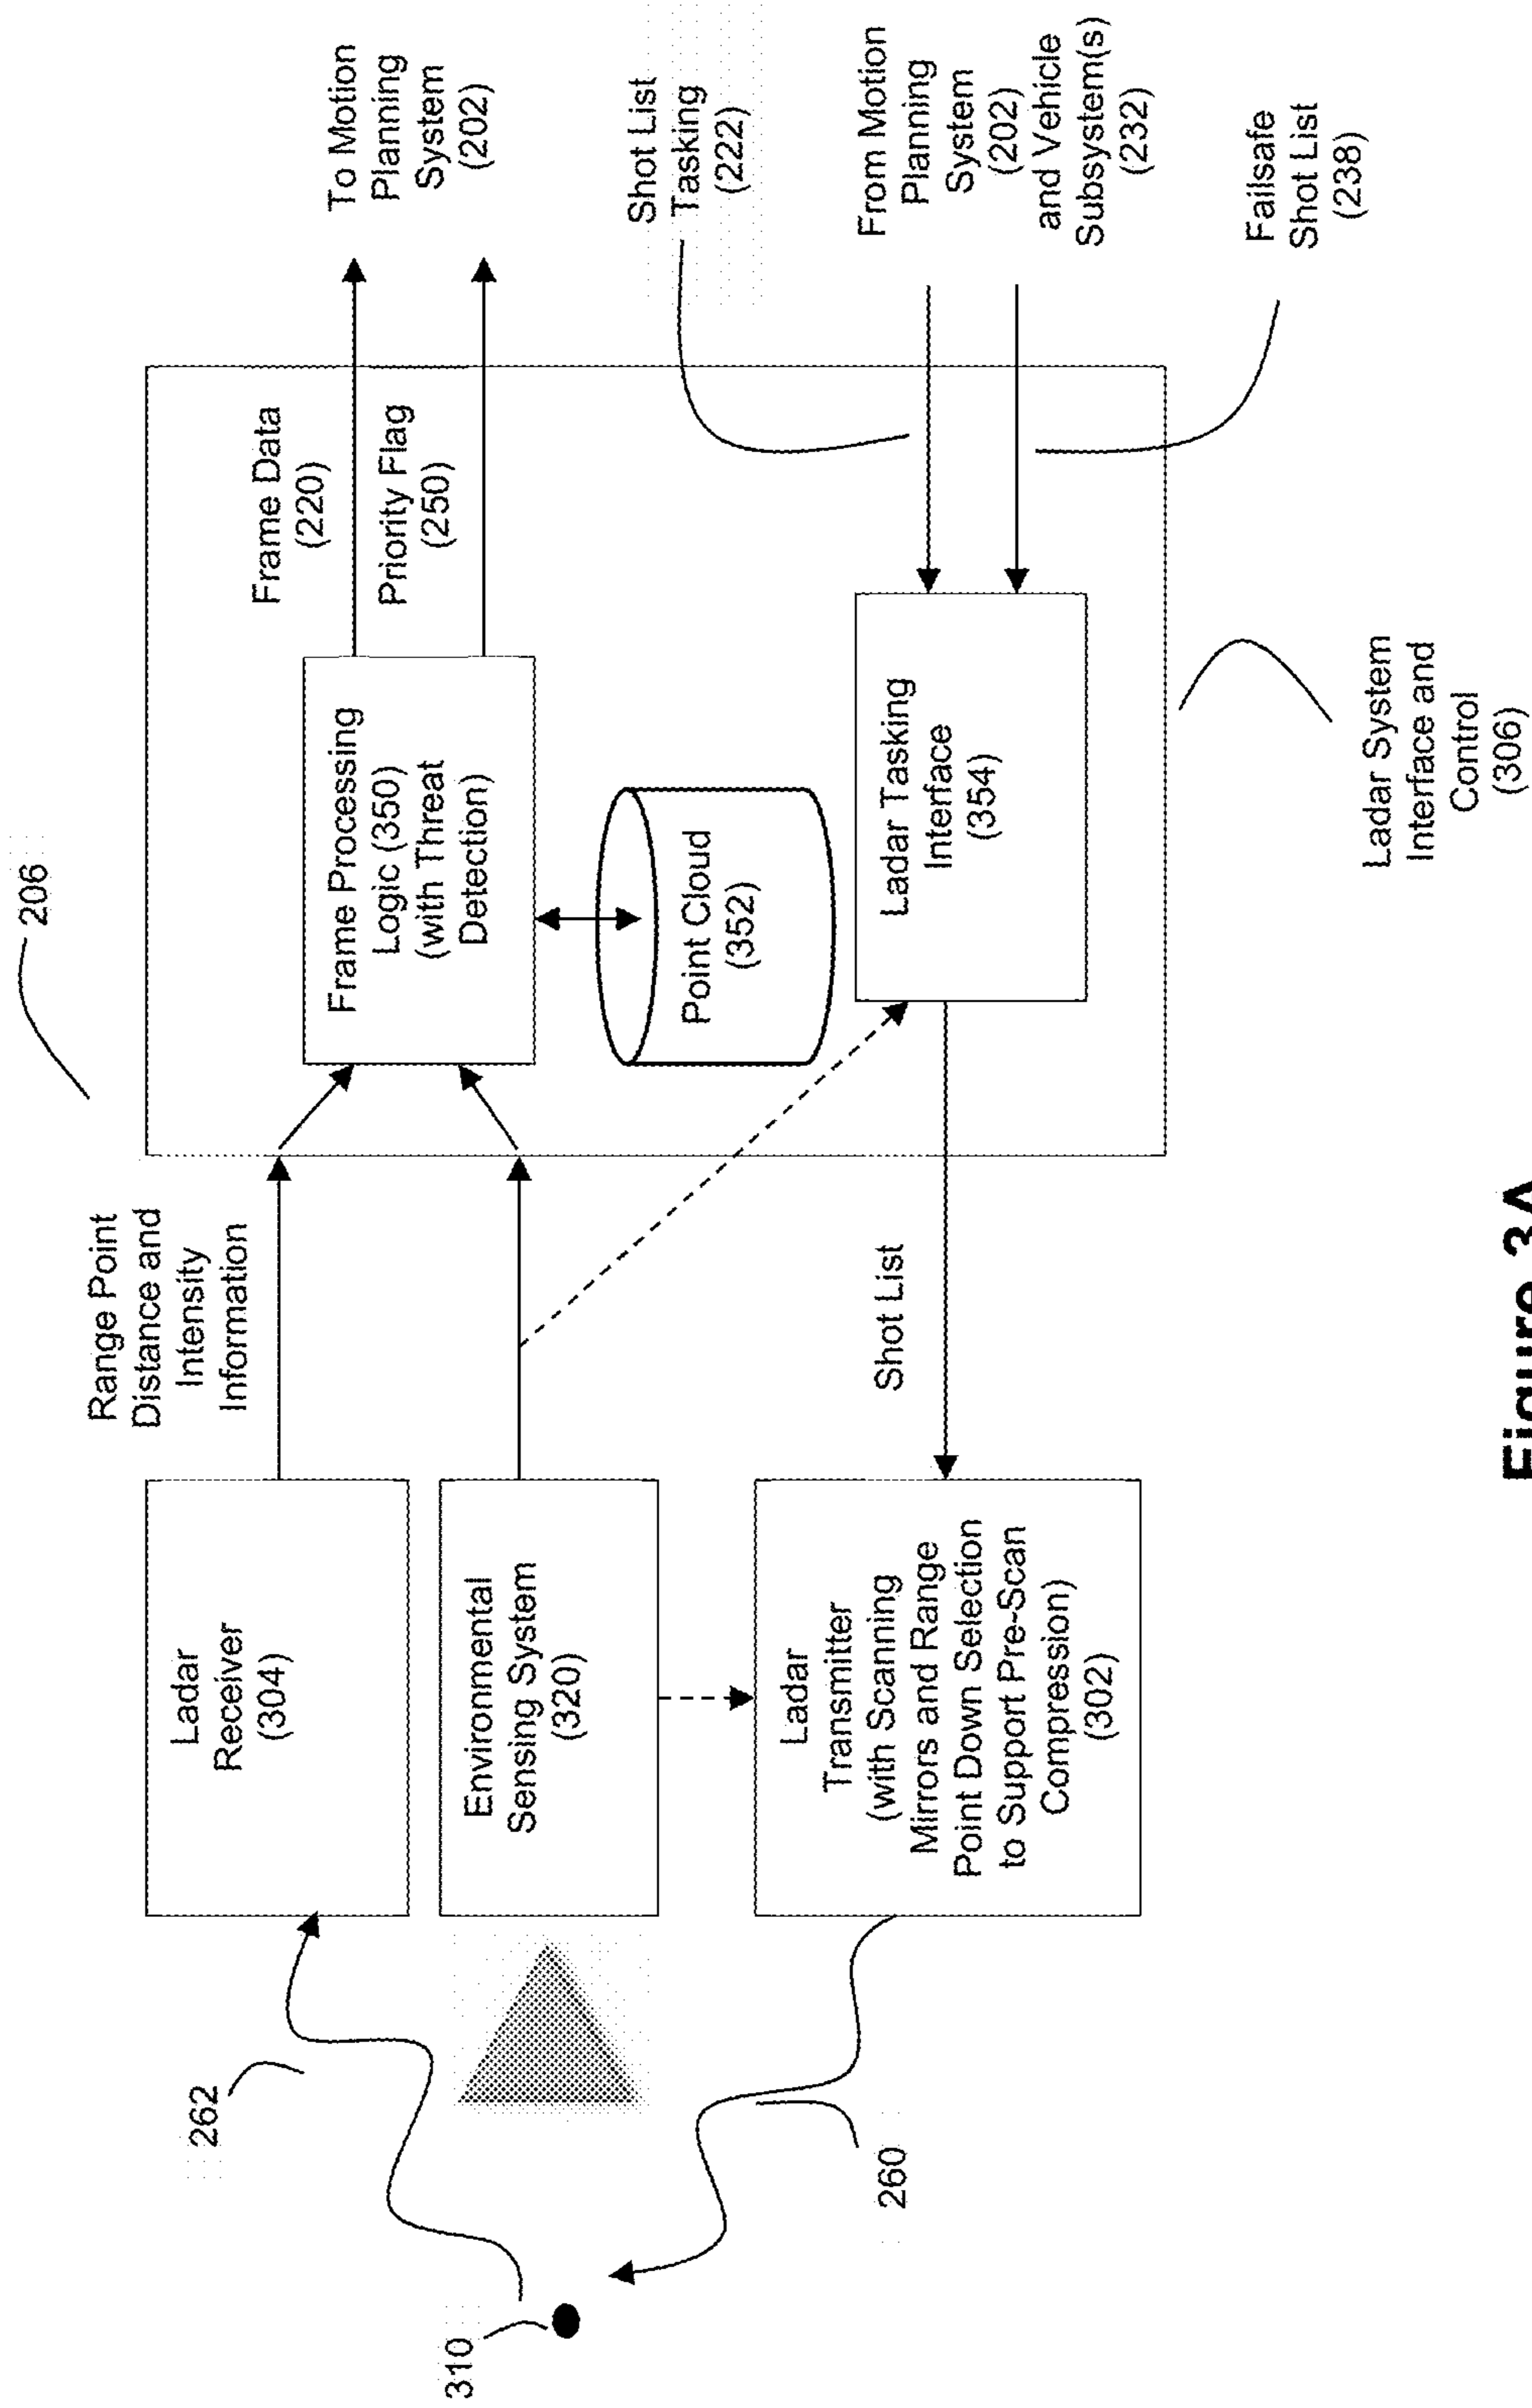 206
Range Point
Distance and
Intensity
Information
Frame Data
(220)
Priority Flag
(250)
To Motion
Planning
System
(202)
Ladar
Receiver
(304)
Environmental
Sensing System
(320)
Ladar
Transmitter
(with Scanning
Mirrors and Range
Point Down Selection
to Support Pre-Scan
Compression)
(302)
Frame Processing
Logic (350)
(with Threat
Detection)
Point Cloud
(352)
Ladar Tasking
Interface
(354)
Shot List
Shot List
Tasking
(222)
From Motion
Planning
System
(202)
and Vehicle
Subsystem(s)
(232)
Failsafe
Shot List
(238)
262
310
260
Ladar System
Interface and
Control
(306)
Figure 3A